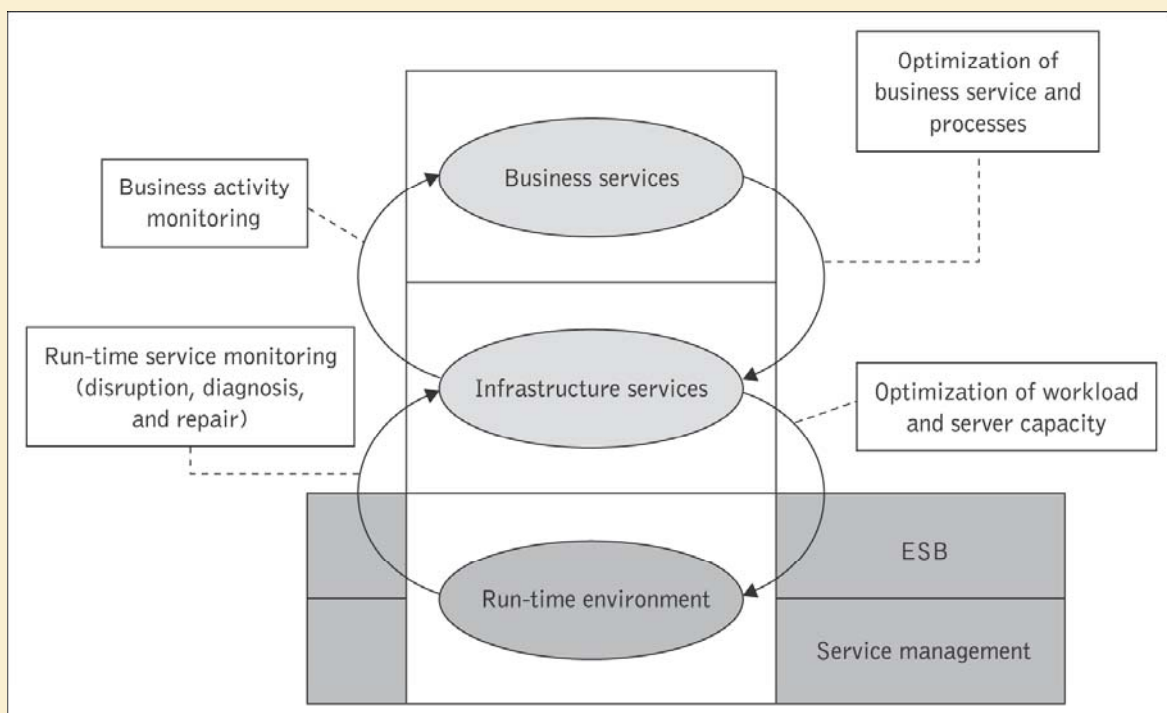 Optimization of
business service and
processes
Business services
Business activity
monitoring
Run-time service monitoring
(disruption, diagnosis,
and repair)
Infrastructure services
Optimization of workload
and server capacity
ESB
Run-time environment
Service management